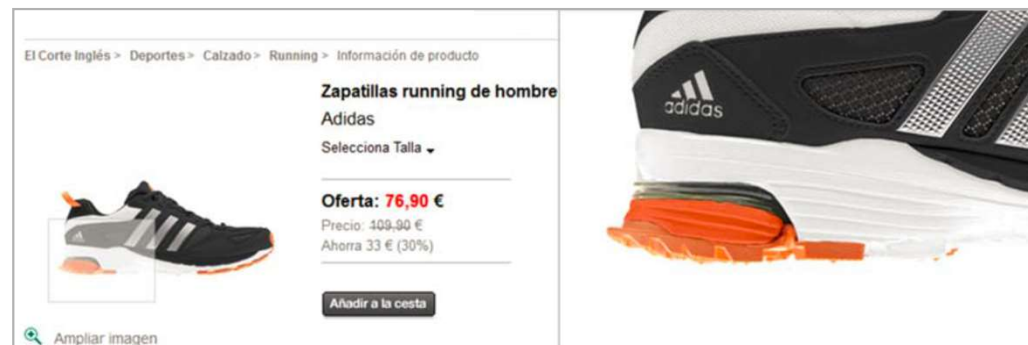 El Corte Inglés > Deportes > Calzado > Running > Información de producto
Zapatillas running de hombre
Adidas
Selecciona Talla
Oferta: 76,90 €
Precio: 109,90 €
Ahorra 33 € (30%)
Añadir a la cesta
Ampliar imagen
adidas